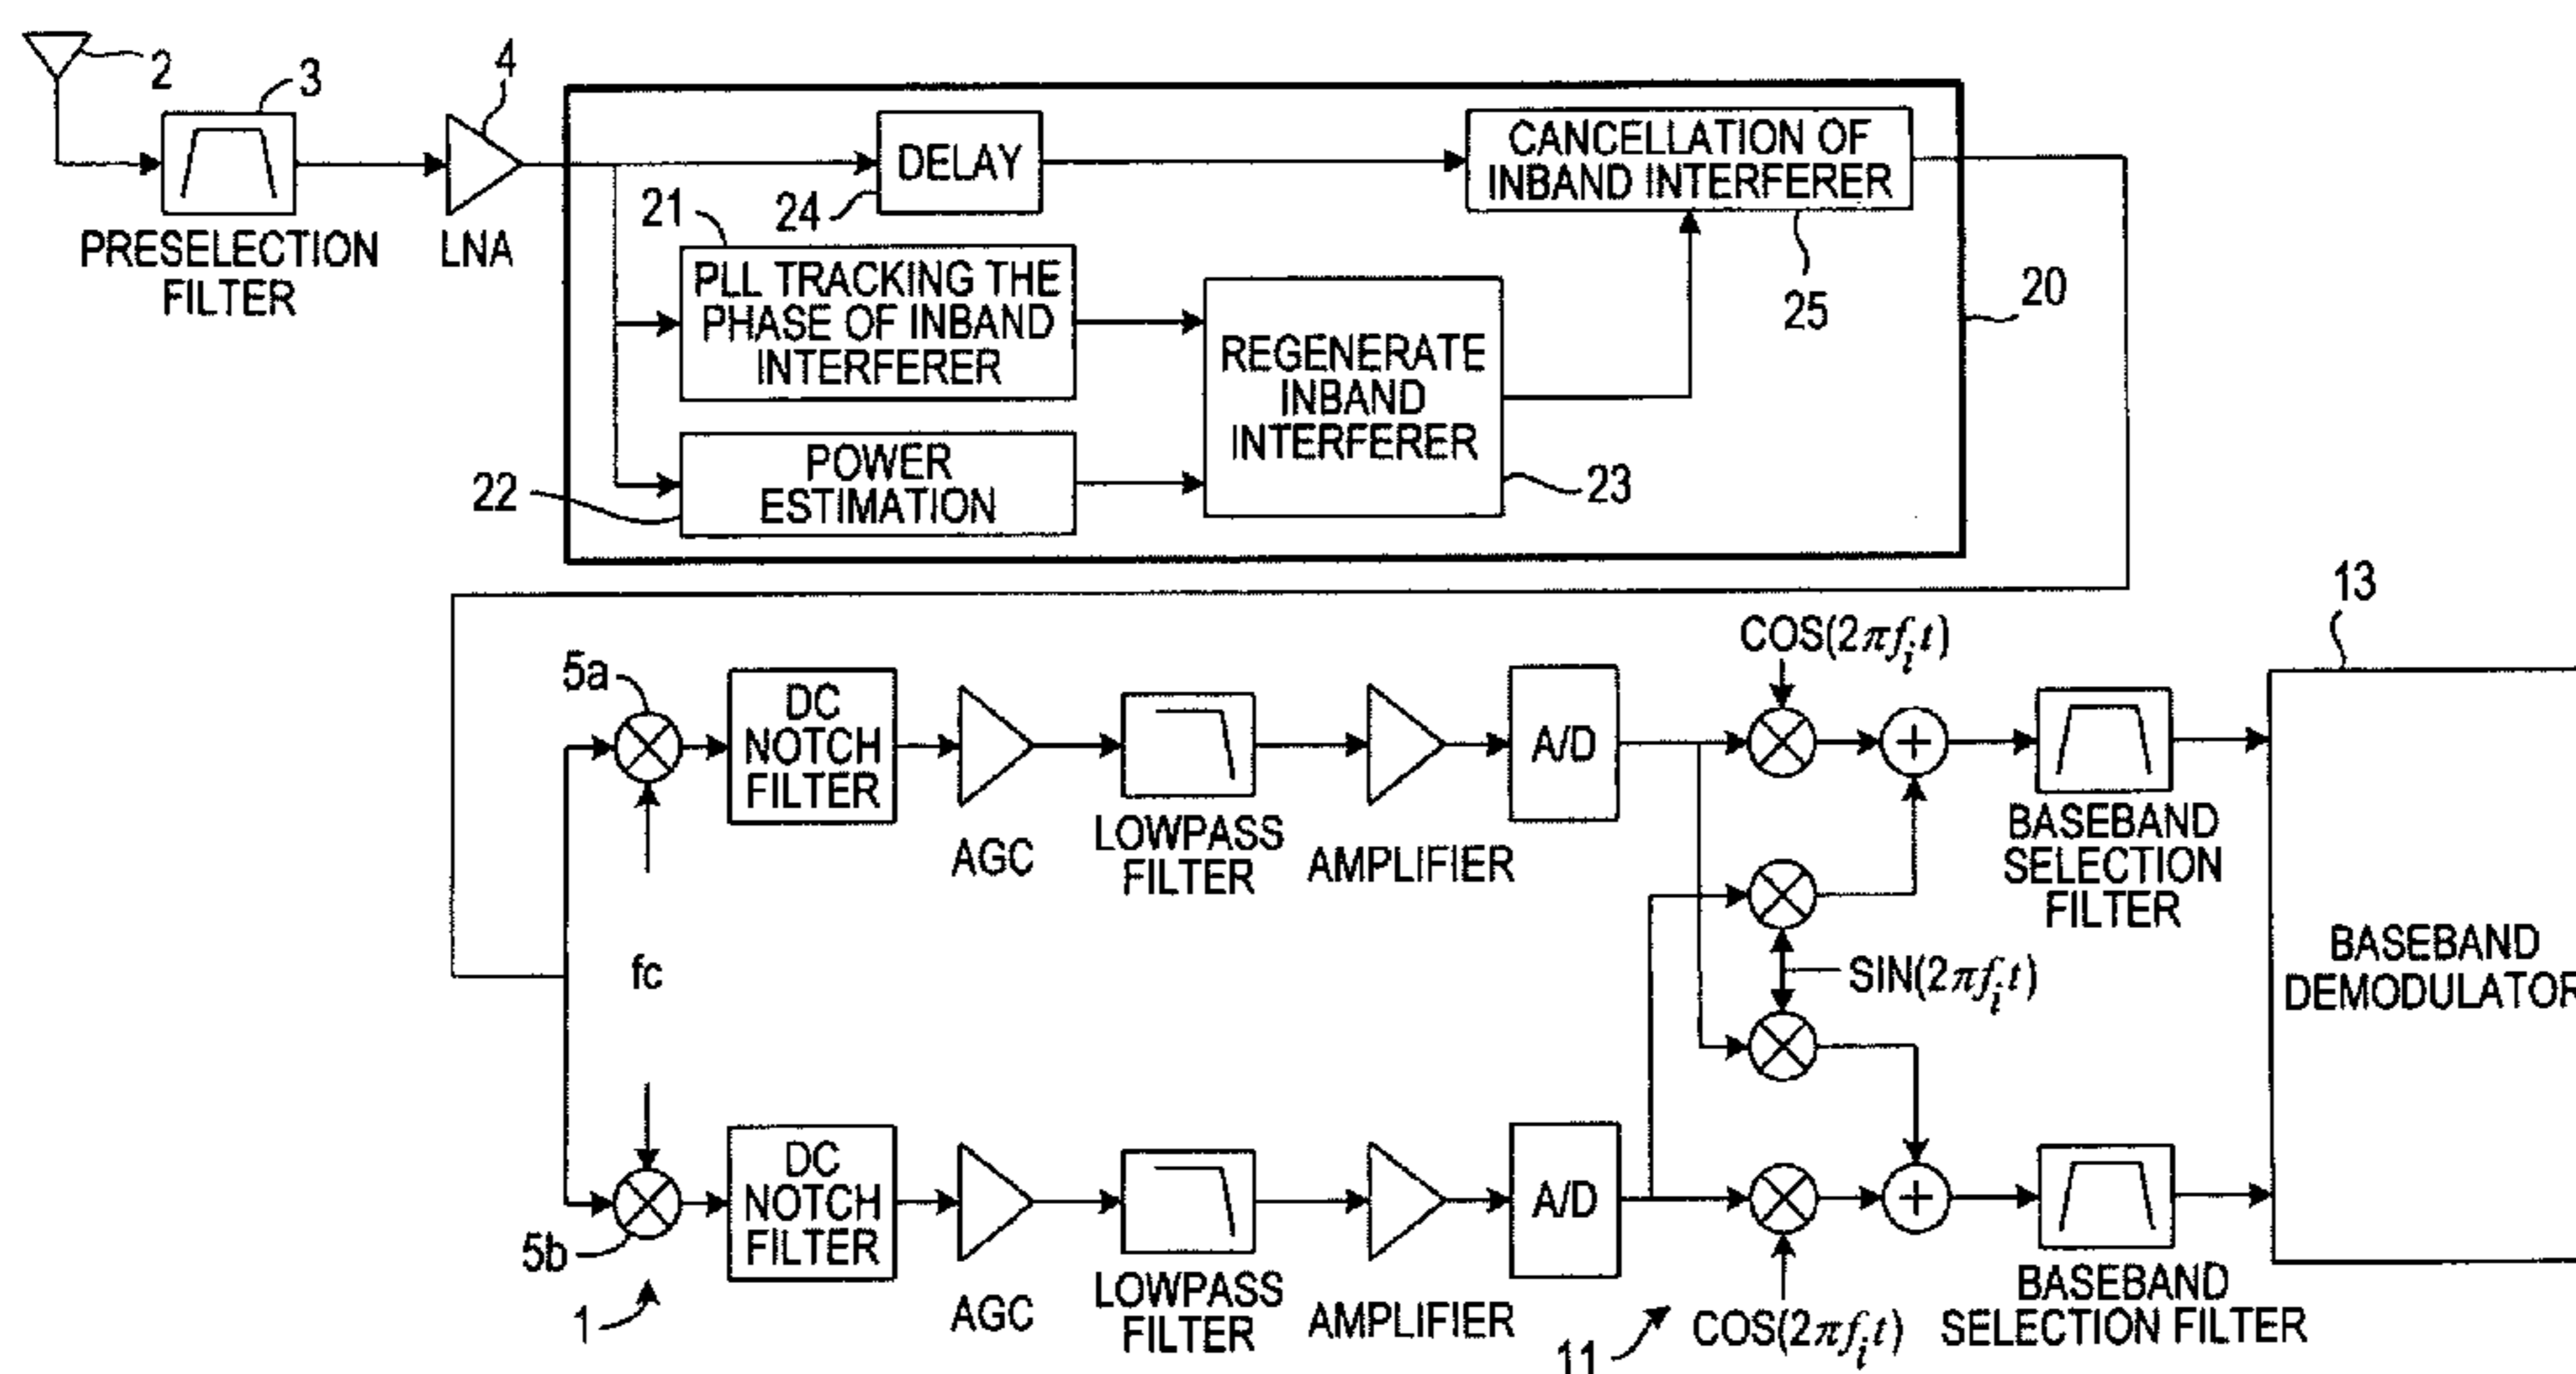 2
3
4
PRESELECTION
FILTER
LNA
24
DELAY
CANCELLATION OF
INBAND INTERFERER
25
20
21
PLL TRACKING THE
PHASE OF INBAND
INTERFERER
22
POWER
ESTIMATION
REGENERATE
INBAND
INTERFERER
23
5a
fc
5b
1
DC
NOTCH
FILTER
AGC
LOWPASS
FILTER
AMPLIFIER
A/D
COS(2πf_i t)
SIN(2πf_i t)
BASEBAND
SELECTION
FILTER
13
BASEBAND
DEMODULATOR
DC
NOTCH
FILTER
AGC
LOWPASS
FILTER
AMPLIFIER
A/D
11
COS(2πf_i t)
BASEBAND
SELECTION FILTER